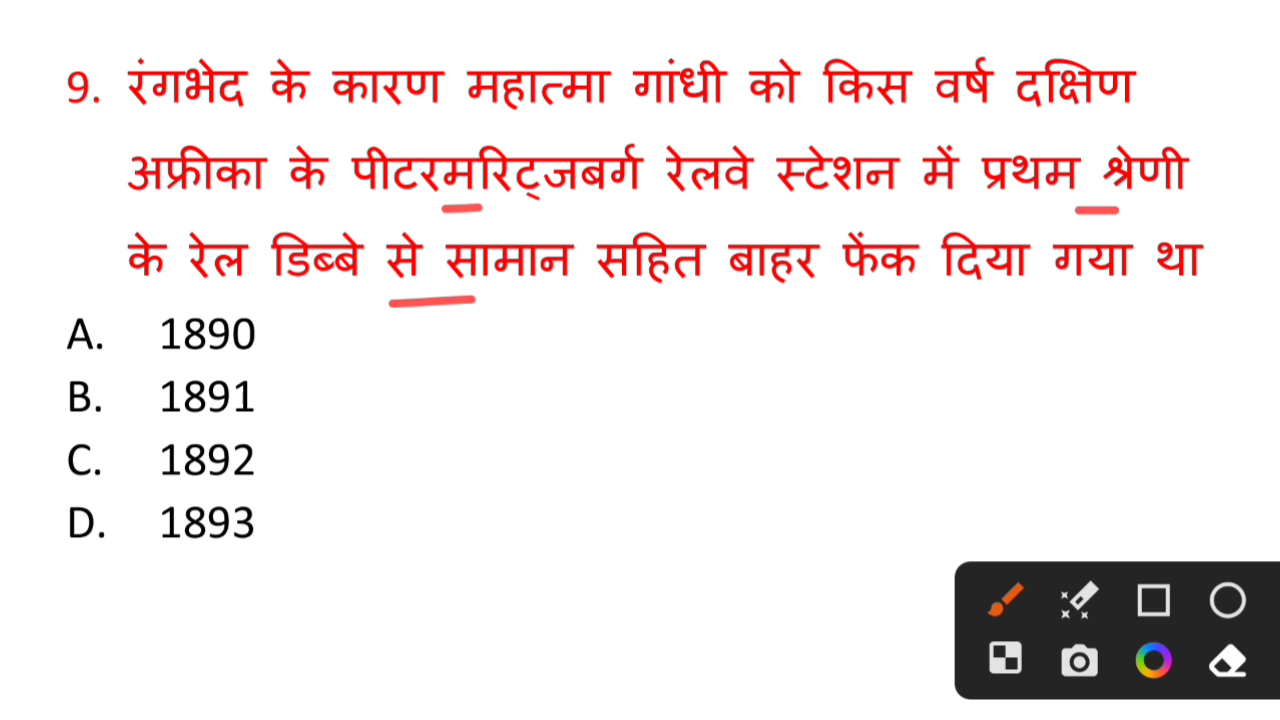 9. रंगभेद के कारण महात्मा गांधी को किस वर्ष दक्षिण
अफ्रीका के पीटरमरिट्जबर्ग रेलवे स्टेशन में प्रथम श्रेणी
के रेल डिब्बे से सामान सहित बाहर फेंक दिया गया था
A. 1890
B. 1891
C. 1892
D. 1893